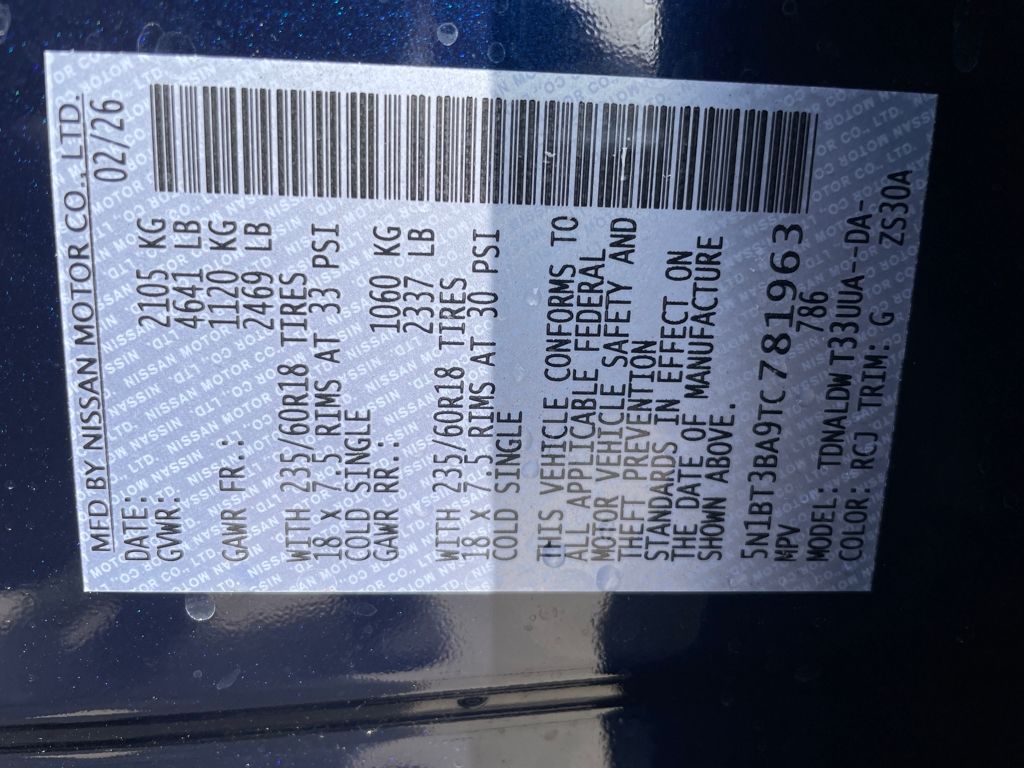 MFD BY NISSAN MOTOR CO., LTD.
DATE: 02/26
GVWR: 2105 KG
4641 LB
GAWR FR.: 1120 KG
2469 LB
WITH 235/60R18 TIRES
18 x 7.5 RIMS AT 33 PSI
COLD SINGLE
GAWR RR.: 1060 KG
2337 LB
WITH 235/60R18 TIRES
18 x 7.5 RIMS AT 30 PSI
COLD SINGLE
THIS VEHICLE CONFORMS TO
ALL APPLICABLE FEDERAL
MOTOR VEHICLE SAFETY AND
THEFT PREVENTION
STANDARDS IN EFFECT ON
THE DATE OF MANUFACTURE
SHOWN ABOVE.
5N1BT3BA9TC781963
MPV 786
MODEL: TDNALDW T33UUA--DA-
COLOR: RCJ TRIM: G ZS30A